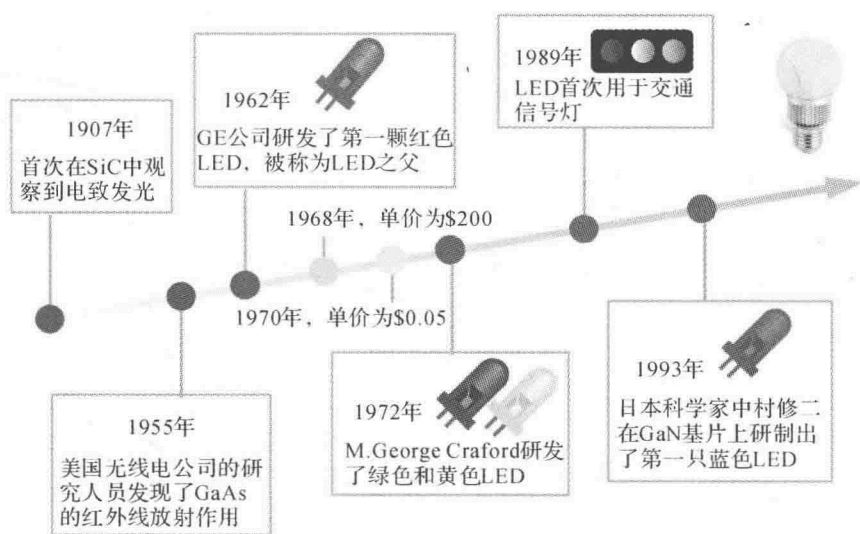 1907年
首次在SiC中观
察到电致发光
1955年
美国无线电公司的研
究人员发现了GaAs
的红外线放射作用
1962年
GE公司研发了第一颗红色
LED，被称为LED之父
1968年，单价为$200
1970年，单价为$0.05
1972年
M.George Craford研发
了绿色和黄色LED
1989年
LED首次用于交通
信号灯
1993年
日本科学家中村修二
在GaN基片上研制出
了第一只蓝色LED